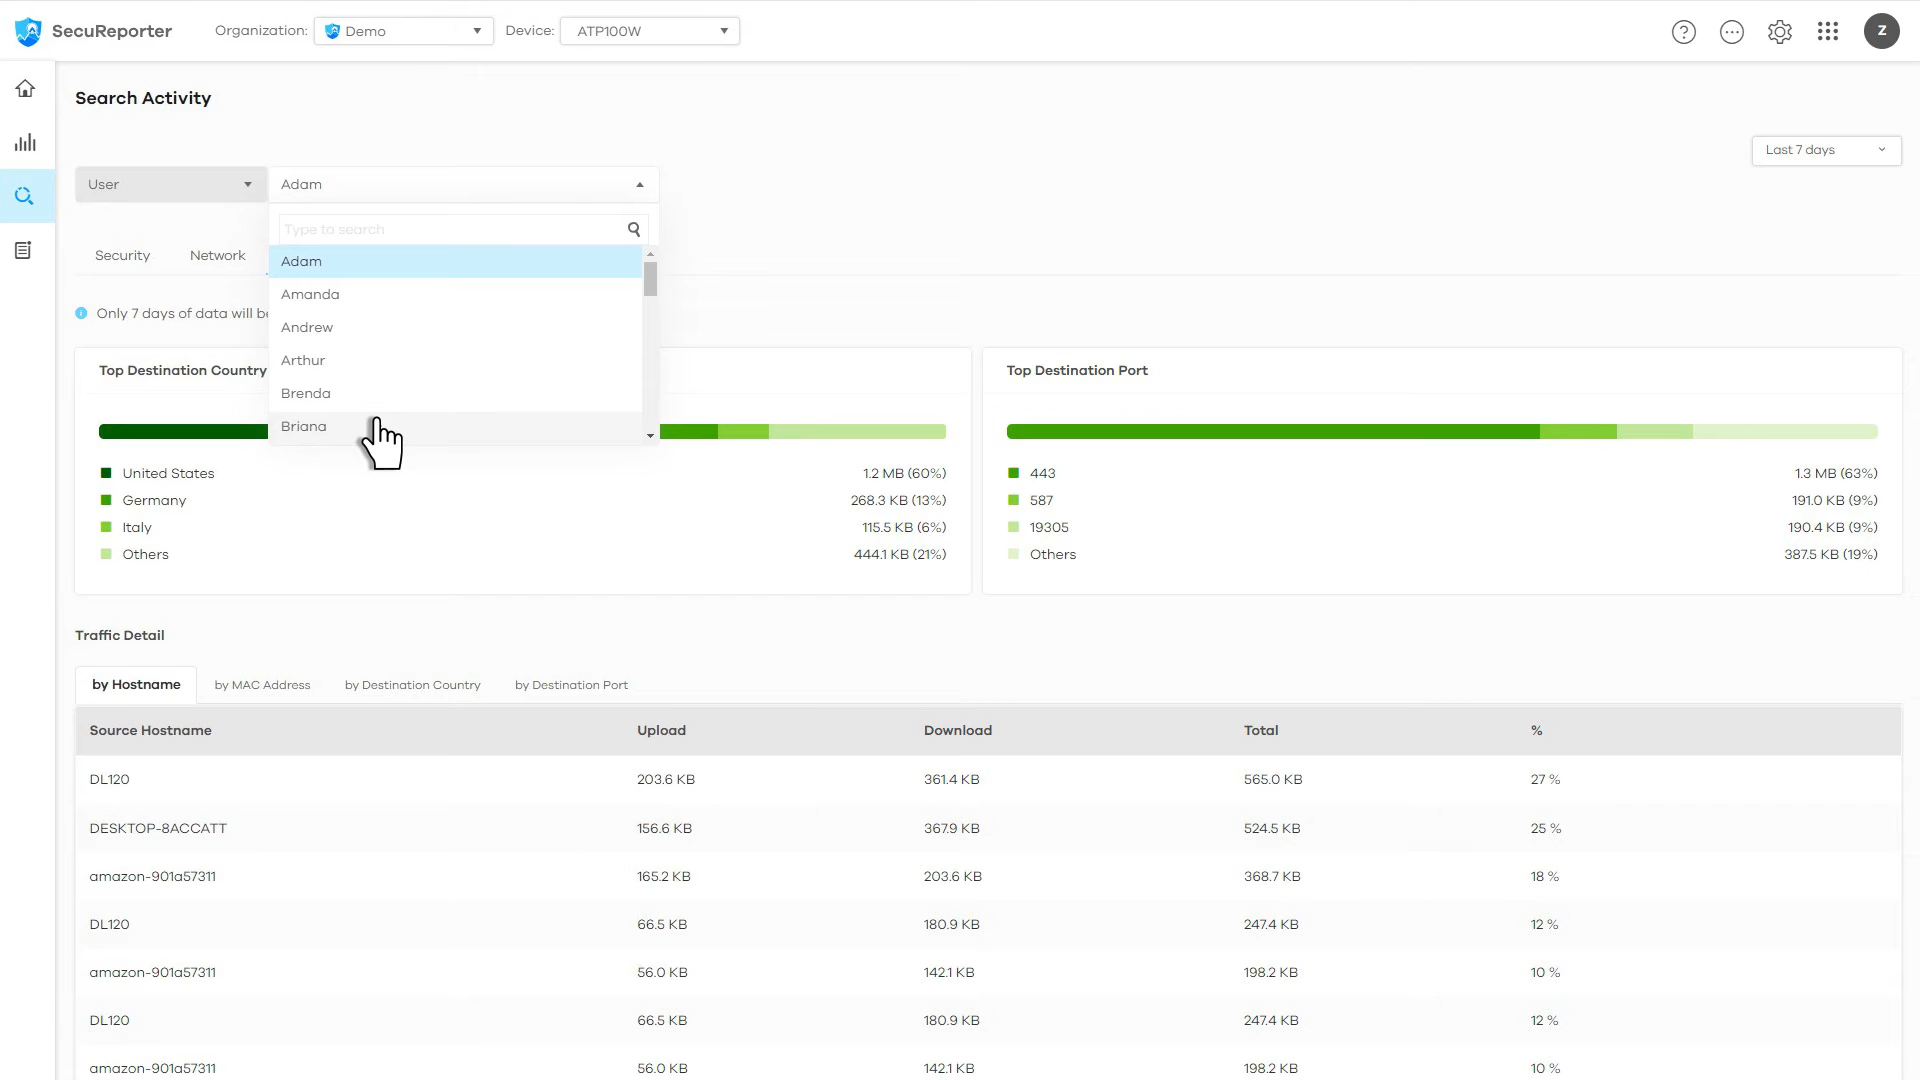 SecuReporter Organization: Demo Device: ATP100W Z
Search Activity
Last 7 days
User Adam
Type to search
Security Network
Adam
Amanda
Andrew
Arthur
Brenda
Briana
Only 7 days of data will be
Top Destination Country
United States 1.2 MB (60%)
Germany 268.3 KB (13%)
Italy 115.5 KB (6%)
Others 444.1 KB (21%)
Top Destination Port
443 1.3 MB (63%)
587 191.0 KB (9%)
19305 190.4 KB (9%)
Others 387.5 KB (19%)
Traffic Detail
by Hostname by MAC Address by Destination Country by Destination Port
Source Hostname Upload Download Total %
DL120 203.6 KB 361.4 KB 565.0 KB 27 %
DESKTOP-8ACCATT 156.6 KB 367.9 KB 524.5 KB 25 %
amazon-901a57311 165.2 KB 203.6 KB 368.7 KB 18 %
DL120 66.5 KB 180.9 KB 247.4 KB 12 %
amazon-901a57311 56.0 KB 142.1 KB 198.2 KB 10 %
DL120 66.5 KB 180.9 KB 247.4 KB 12 %
amazon-901a57311 56.0 KB 142.1 KB 198.2 KB 10 %